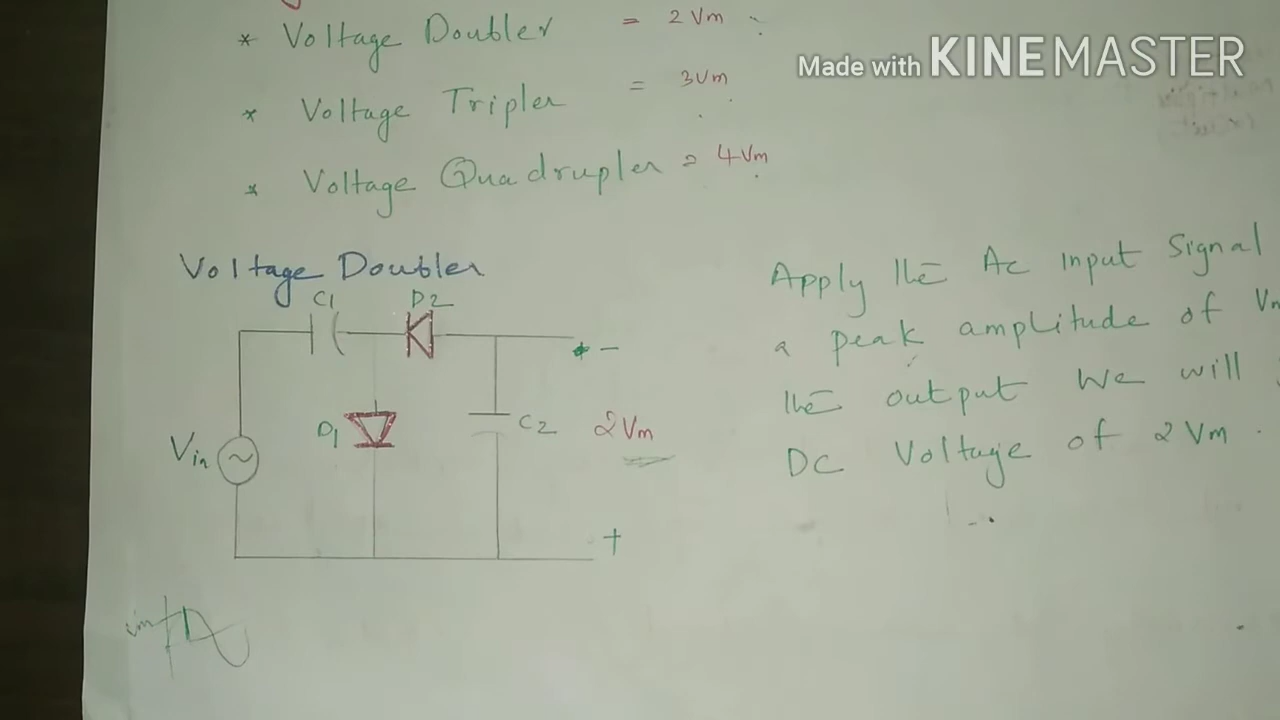 * Voltage Doubler = 2Vm
Made with KINEMASTER
* Voltage Tripler = 3Vm
* Voltage Quadrupler = 4Vm
Voltage Doubler
C1 D2
-
D1
C2 2Vm
Vin
+
Apply the Ac input Signal
a peak amplitude of
the output We will
DC Voltage of 2Vm.